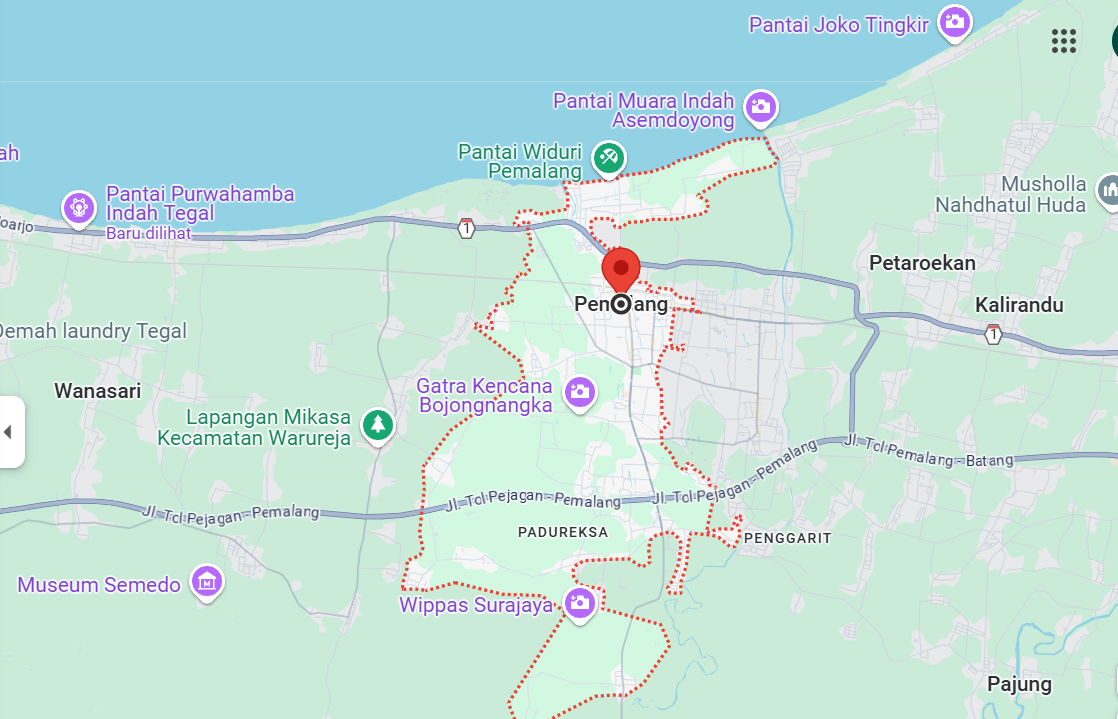 Pantai Joko Tingkir
Pantai Muara Indah
Asemdoyong
ah
Pantai Widuri
Pemalang
Musholla
Nahdhatul Huda
Pantai Purwahamba
Indah Tegal
Baru dilihat
oarjo
1
Petaroekan
Pemalang
Kalirandu
1
Demah laundry Tegal
Wanasari
Gatra Kencana
Bojongnangka
Lapangan Mikasa
Kecamatan Warureja
Jl. Tol Pemalang - Batang
Jl. Tol Pejagan - Pemalang
Jl. Tol Pejagan - Pemalang
Jl. Tol Pejagan - Pemalang
PADUREKSA
PENGGARIT
Museum Semedo
Wippas Surajaya
Pajung